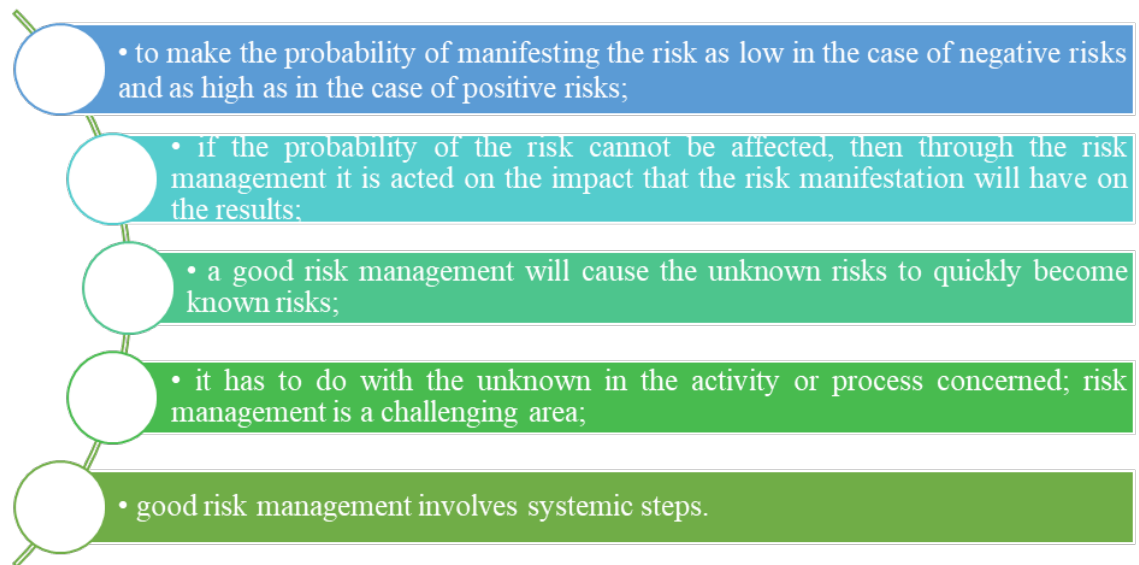 • to make the probability of manifesting the risk as low in the case of negative risks
and as high as in the case of positive risks;
• if the probability of the risk cannot be affected, then through the risk
management it is acted on the impact that the risk manifestation will have on
the results;
• a good risk management will cause the unknown risks to quickly become
known risks;
• it has to do with the unknown in the activity or process concerned; risk
management is a challenging area;
• good risk management involves systemic steps.